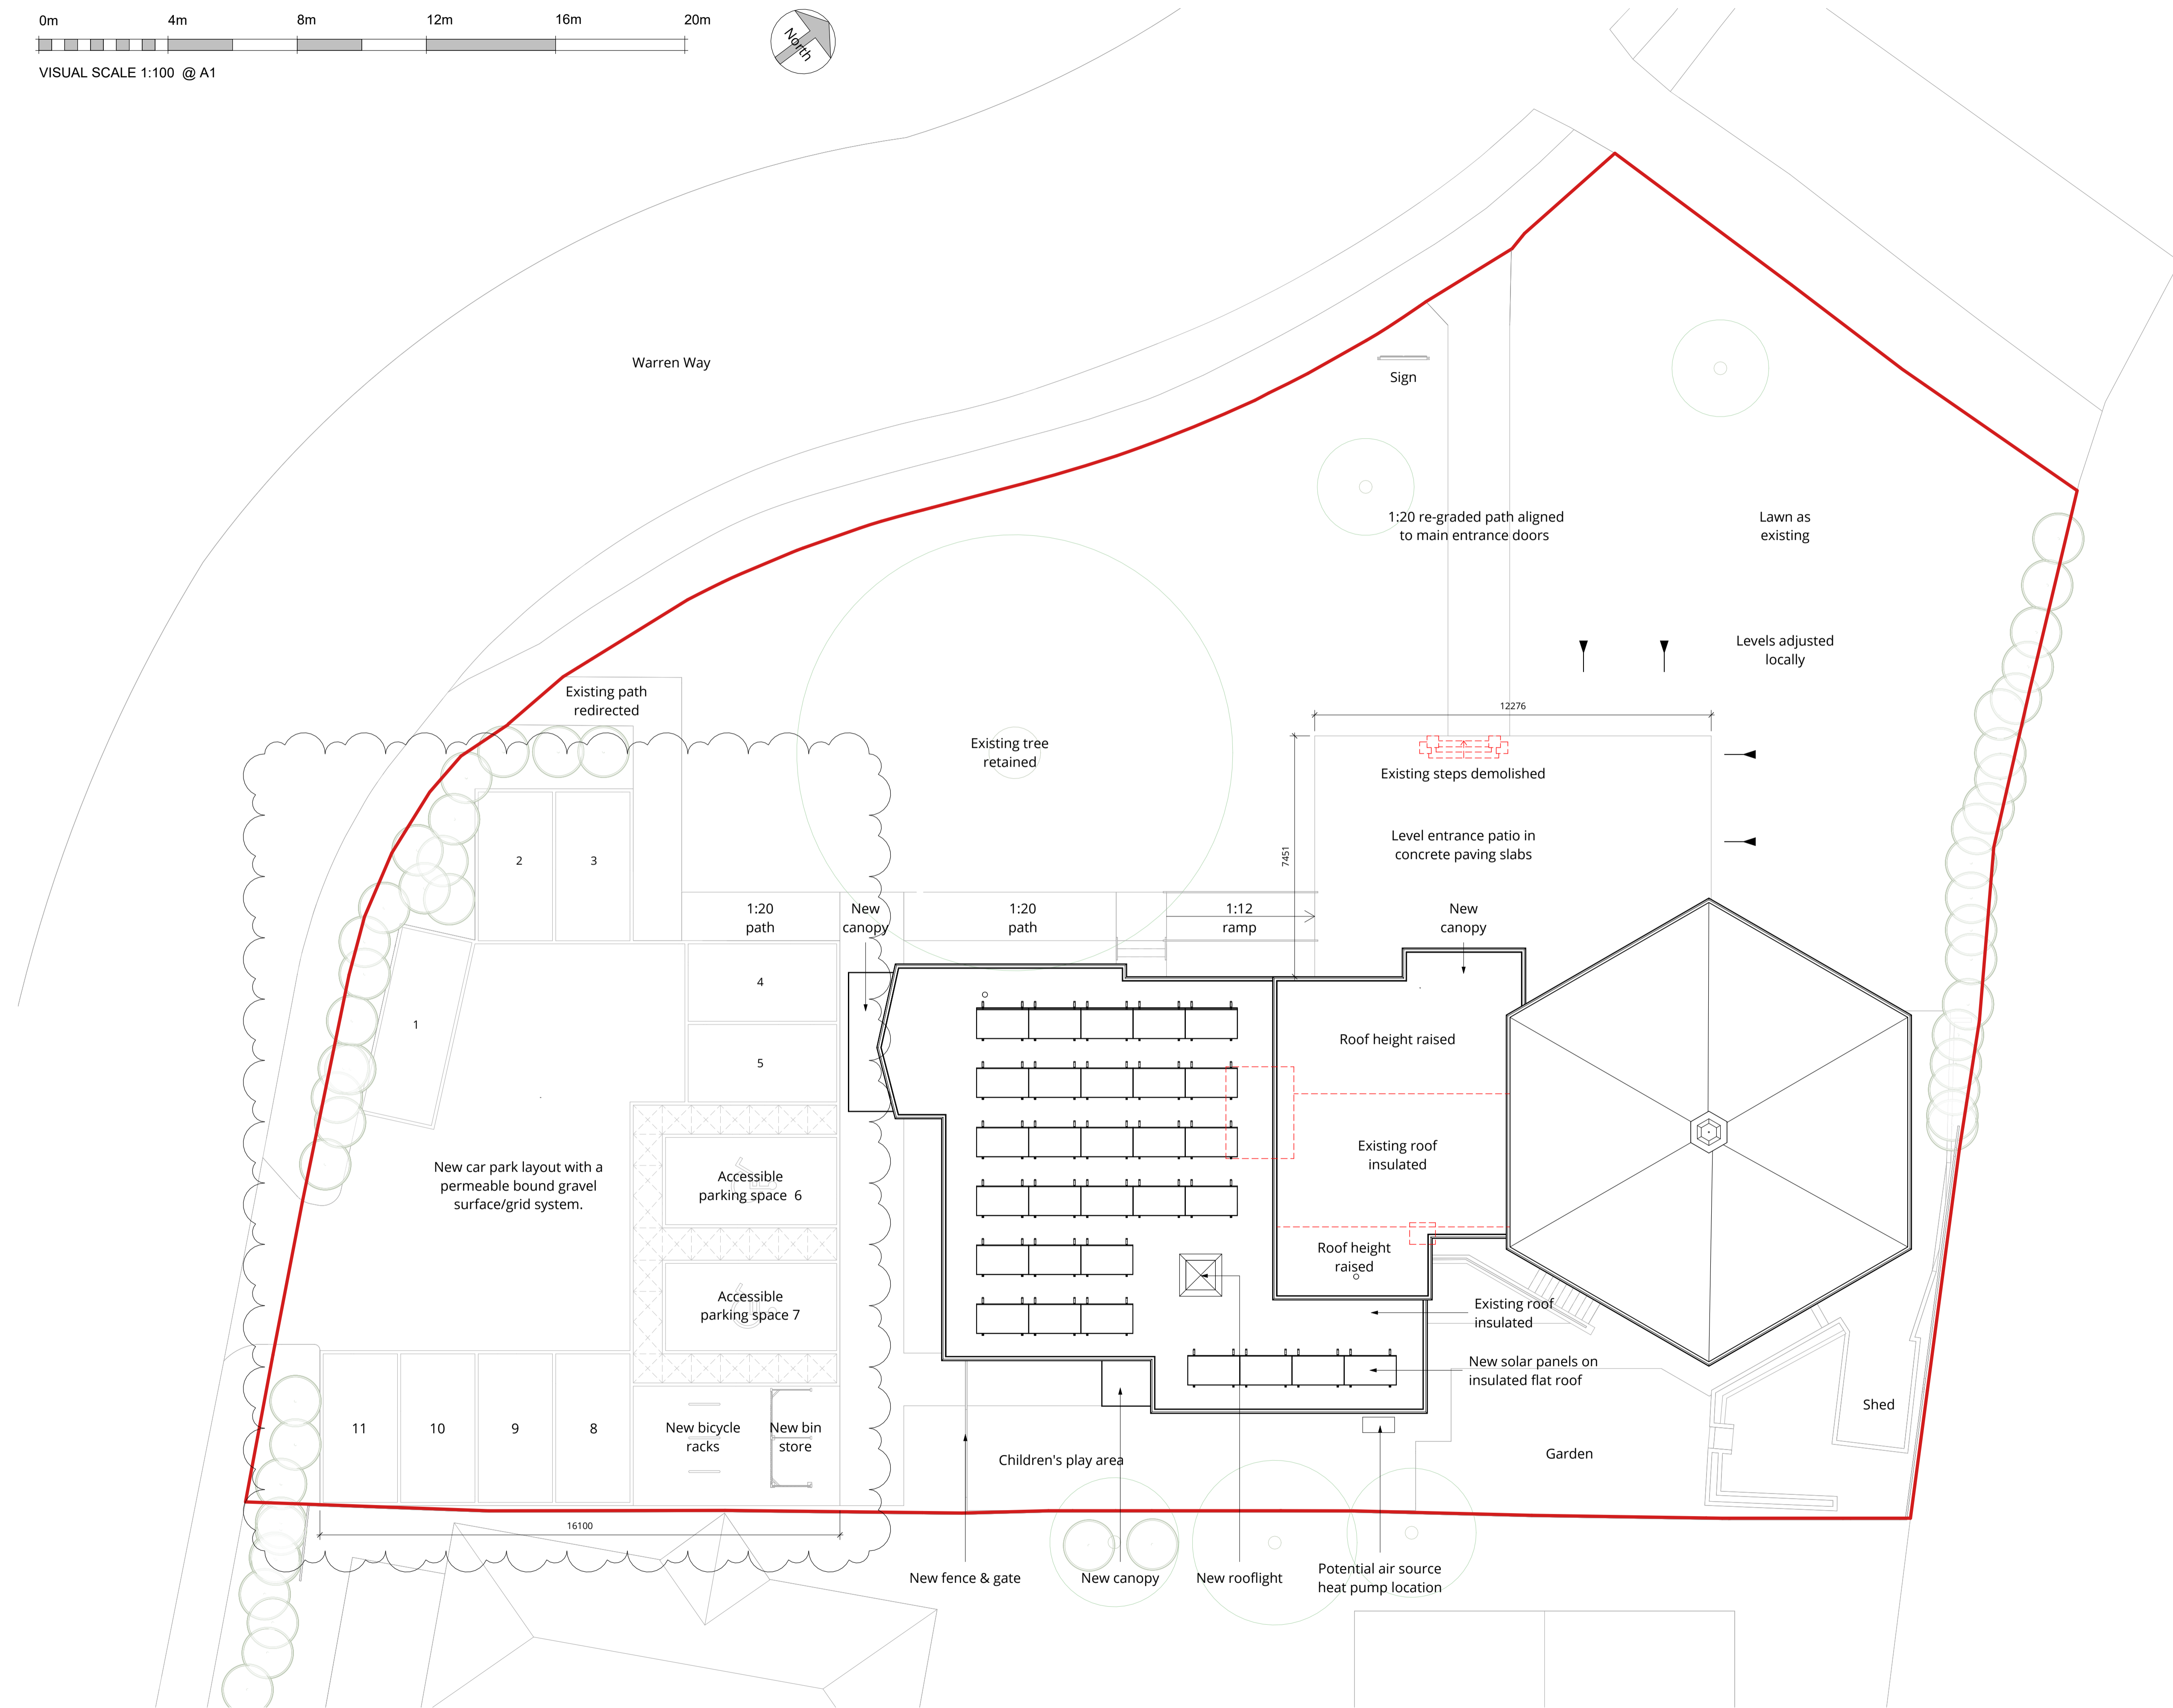 0m 4m 8m 12m 16m 20m
VISUAL SCALE 1:100 @ A1
North
Warren Way
Sign
1:20 re-graded path aligned
to main entrance doors
Lawn as
existing
Levels adjusted
locally
Existing path
redirected
12276
Existing tree
retained
Existing steps demolished
Level entrance patio in
concrete paving slabs
7451
2
3
1:20
path
New
canopy
1:20
path
1:12
ramp
New
canopy
4
1
5
Roof height raised
Existing roof
insulated
New car park layout with a
permeable bound gravel
surface/grid system.
Accessible
parking space 6
Accessible
parking space 7
Roof height
raised
Existing roof
insulated
New solar panels on
insulated flat roof
Shed
11
10
9
8
New bicycle
racks
New bin
store
Children's play area
Garden
16100
New fence & gate
New canopy
New rooflight
Potential air source
heat pump location